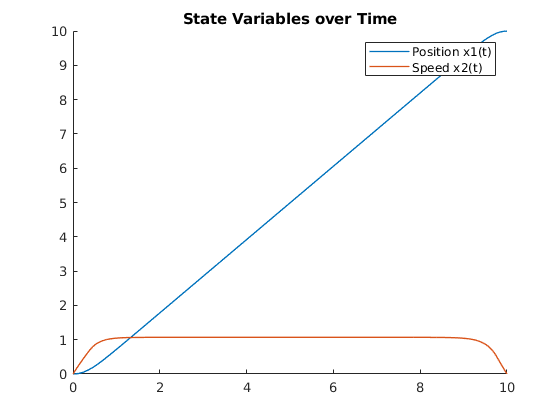 State Variables over Time
Position x1(t)
Speed x2(t)
10
9
8
7
6
5
4
3
2
1
0
0 2 4 6 8 10